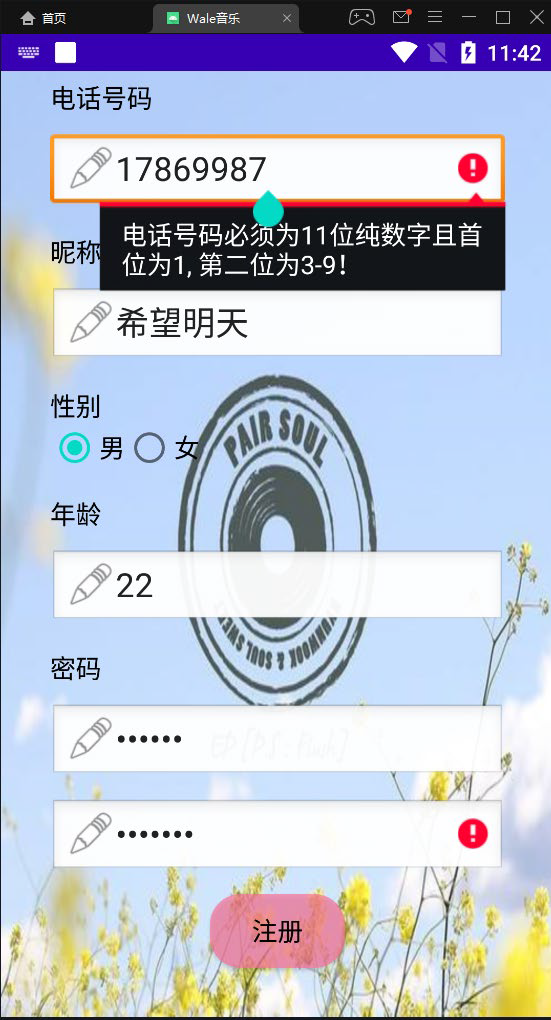 首页
Wale音乐
11:42
电话号码
17869987
电话号码必须为11位纯数字且首
位为1, 第二位为3-9!
昵称
希望明天
性别
男
女
PAIR SOUL
年龄
22
密码
••••••
•••••••
注册